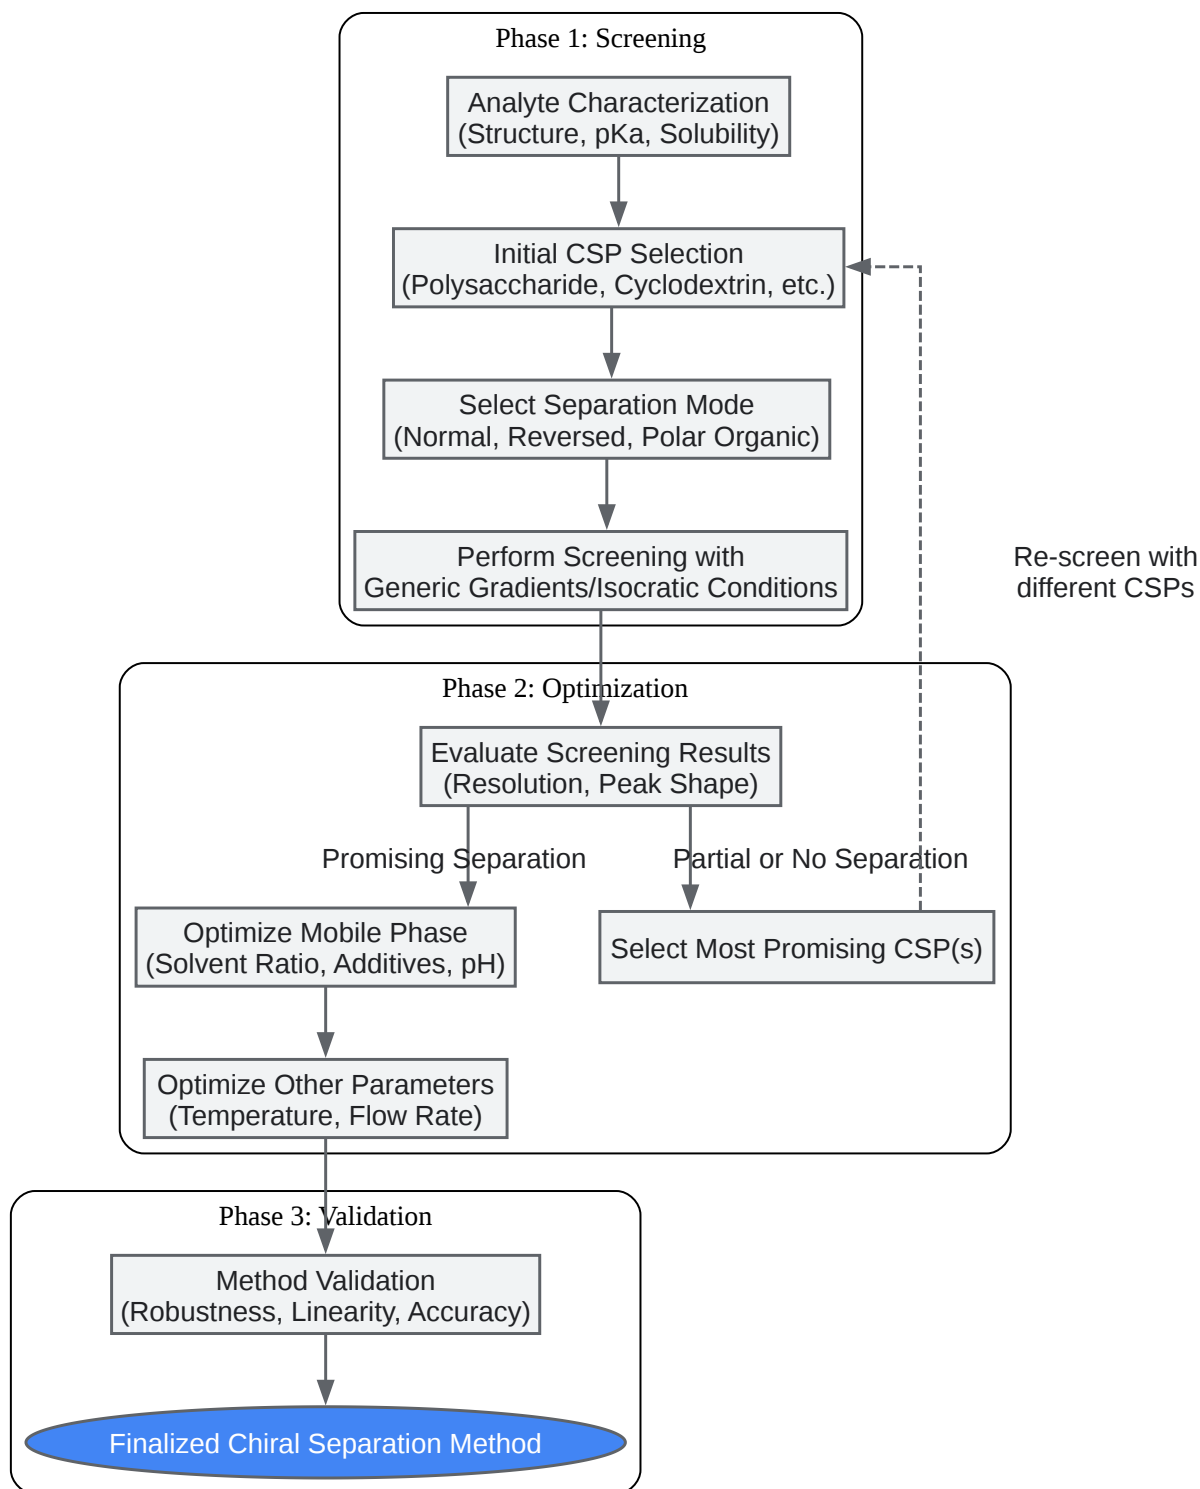 Phase 1: Screening
Analyte Characterization
(Structure, pKa, Solubility)
Initial CSP Selection
(Polysaccharide, Cyclodextrin, etc.)
Select Separation Mode
(Normal, Reversed, Polar Organic)
Perform Screening with
Generic Gradients/Isocratic Conditions
Re-screen with
different CSPs
Phase 2: Optimization
Evaluate Screening Results
(Resolution, Peak Shape)
Promising Separation
Partial or No Separation
Optimize Mobile Phase
(Solvent Ratio, Additives, pH)
Select Most Promising CSP(s)
Optimize Other Parameters
(Temperature, Flow Rate)
Phase 3: Validation
Method Validation
(Robustness, Linearity, Accuracy)
Finalized Chiral Separation Method